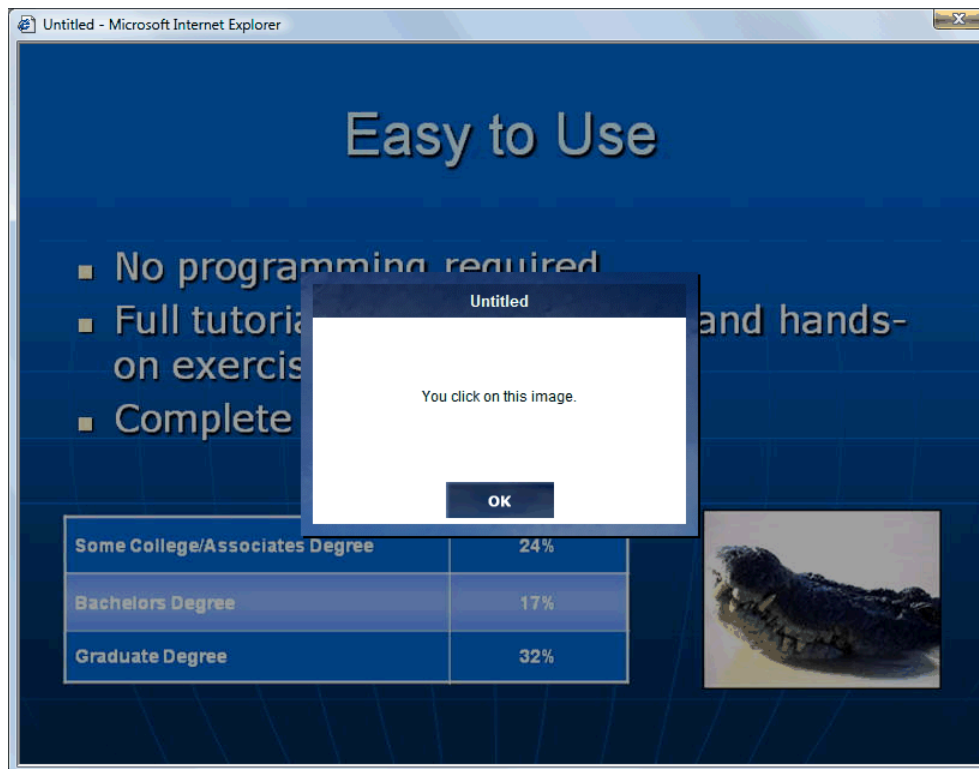 Untitled - Microsoft Internet Explorer
Easy to Use
No programming required
Untitled
Full tutoria
and hands-
on exercis
You click on this image.
Complete
OK
Some College/Associates Degree 24%
Bachelors Degree 17%
Graduate Degree 32%